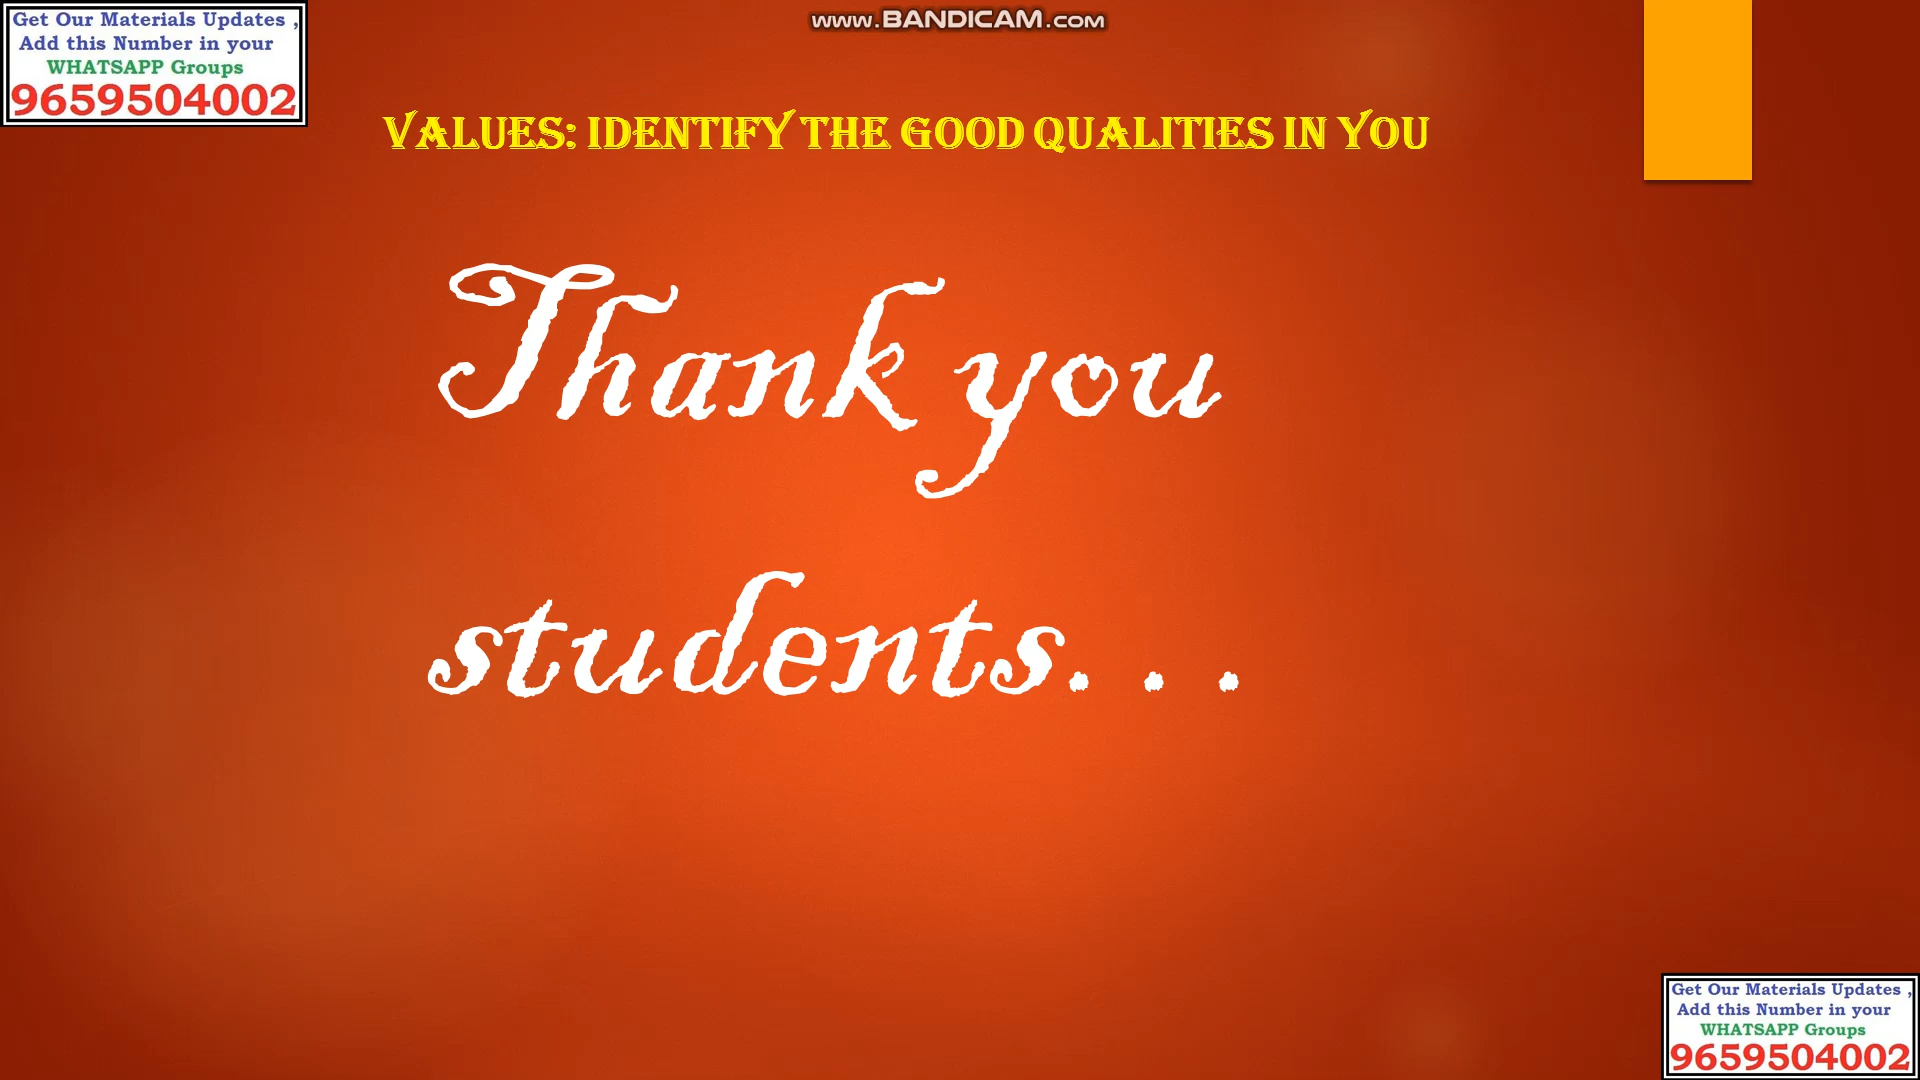 Get Our Materials Updates ,
Add this Number in your
WHATSAPP Groups
9659504002
www.BANDICAM.com
VALUES: IDENTIFY THE GOOD QUALITIES IN YOU
Thank you
students. . .
Get Our Materials Updates ,
Add this Number in your
WHATSAPP Groups
9659504002